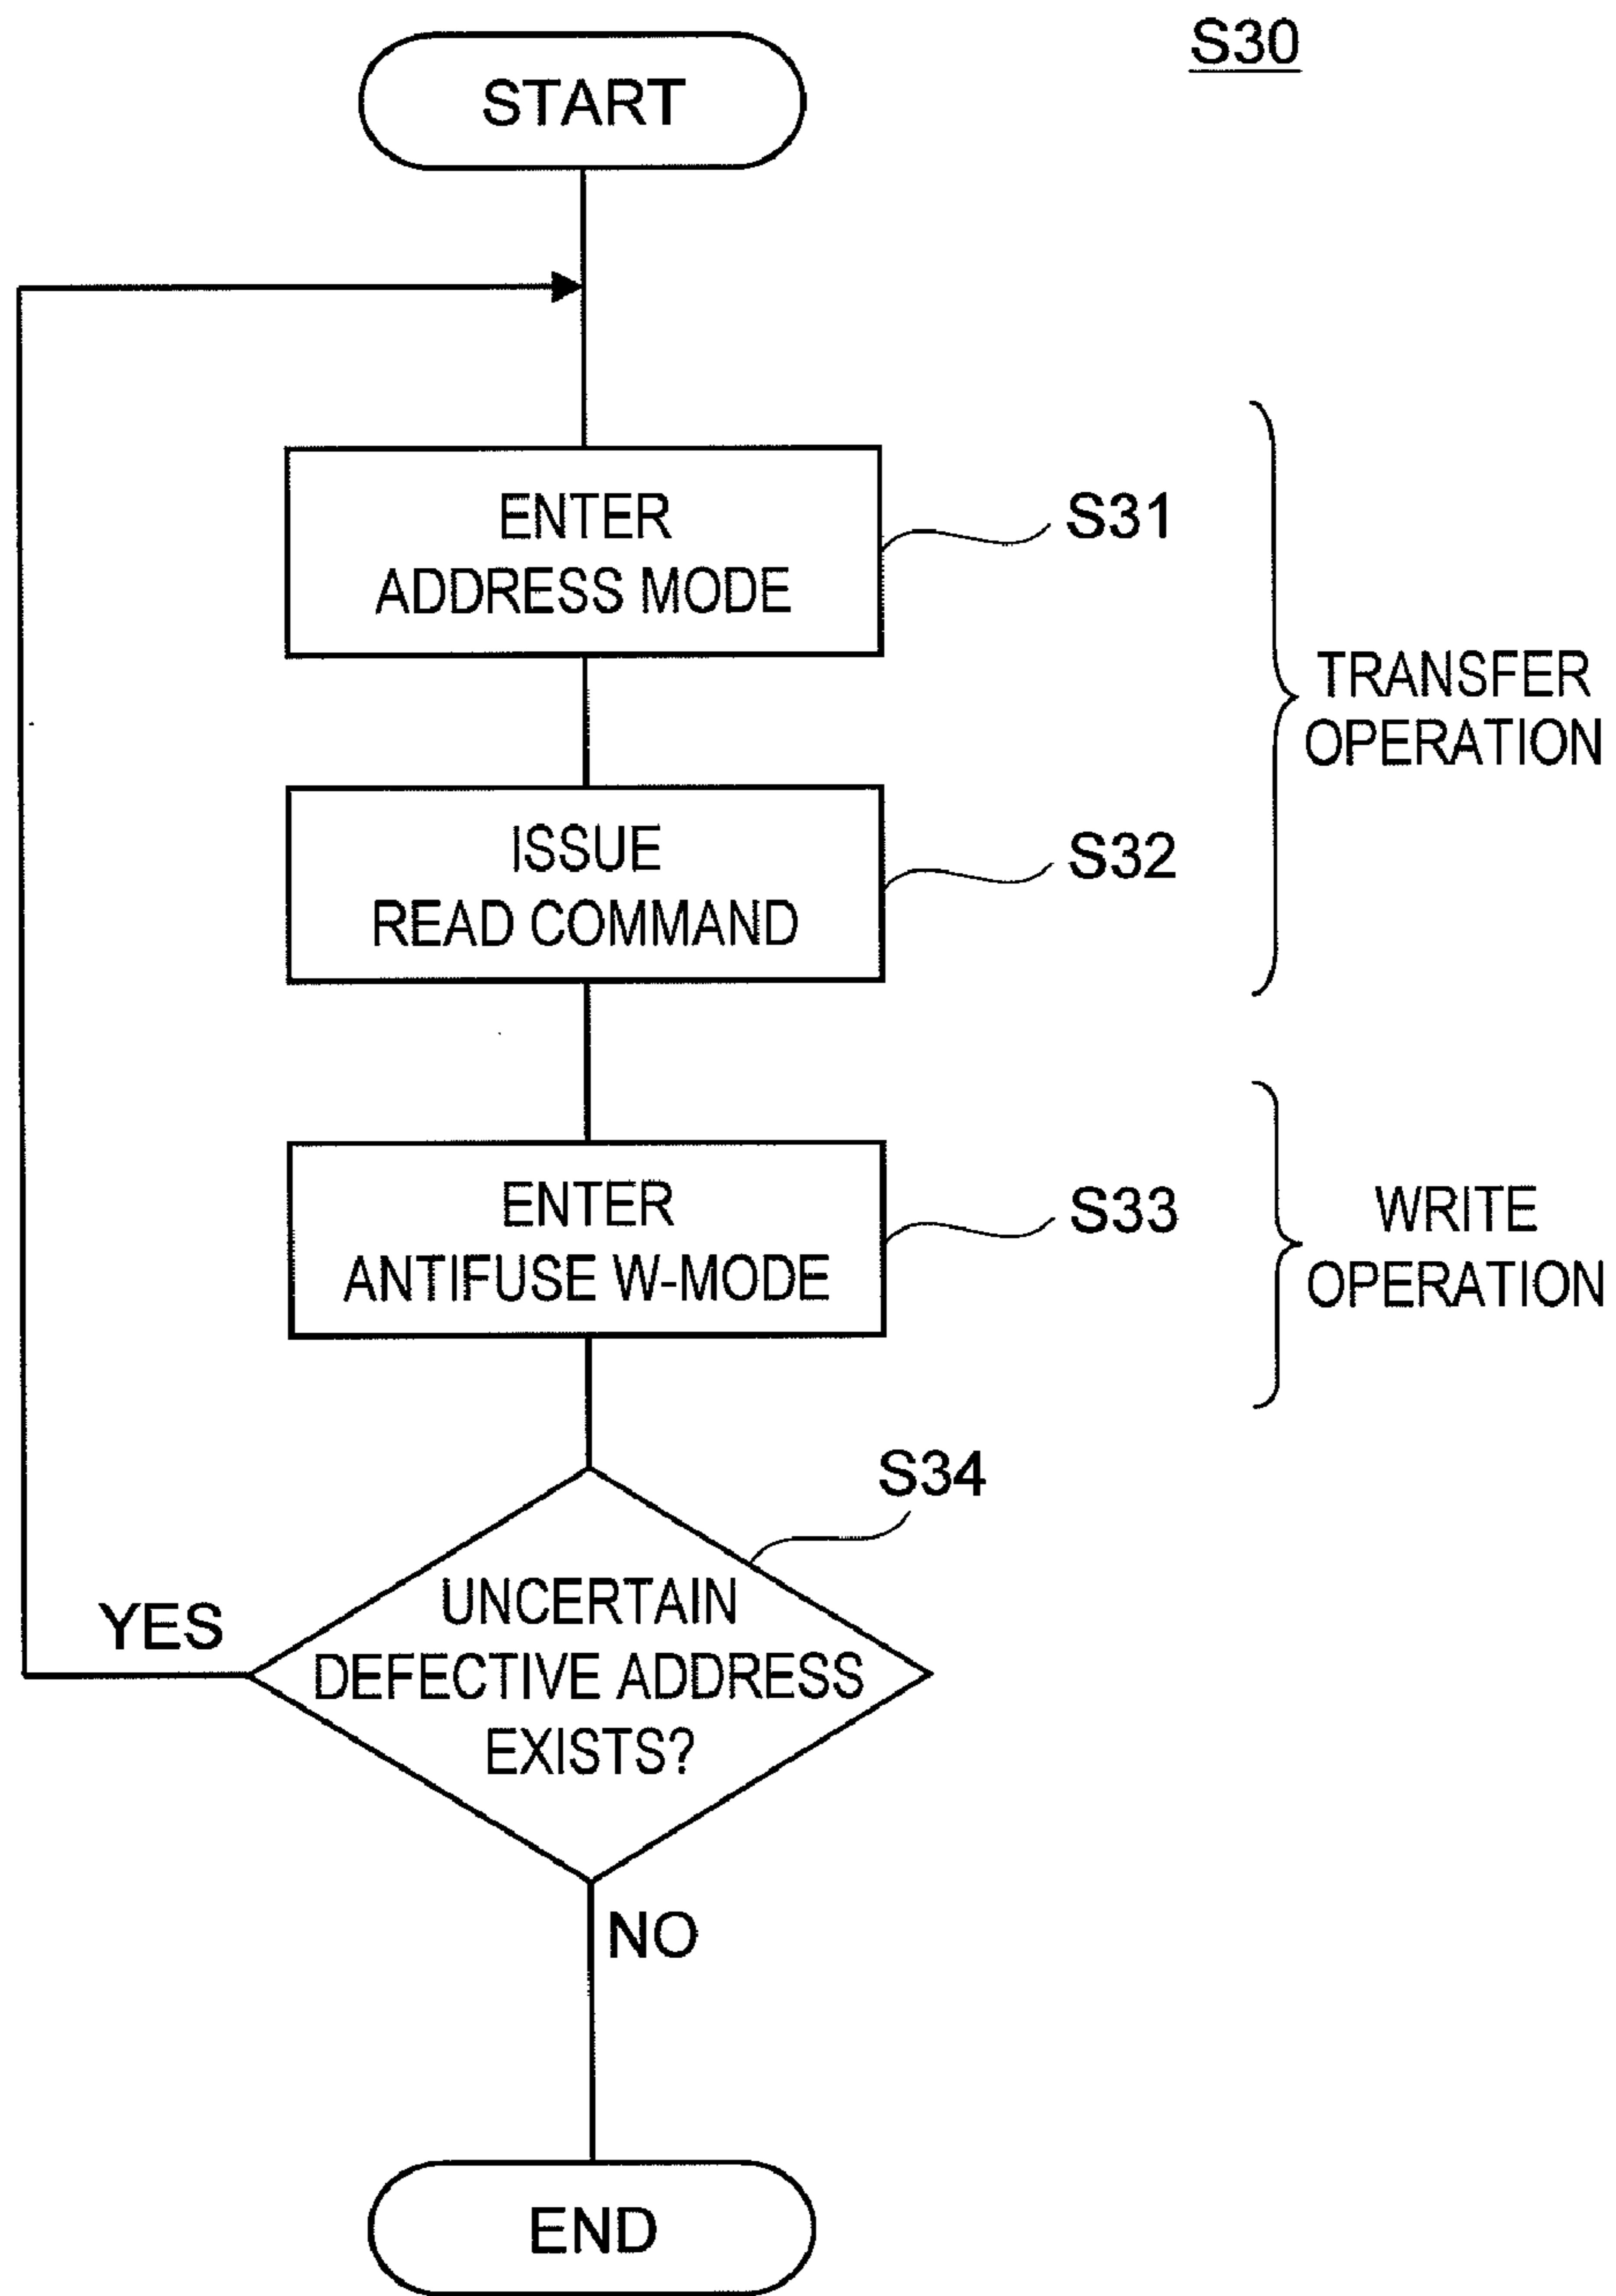 S30
START
ENTER
ADDRESS MODE
S31
ISSUE
READ COMMAND
S32
TRANSFER
OPERATION
ENTER
ANTIFUSE W-MODE
S33
WRITE
OPERATION
S34
UNCERTAIN
DEFECTIVE ADDRESS
EXISTS?
YES
NO
END